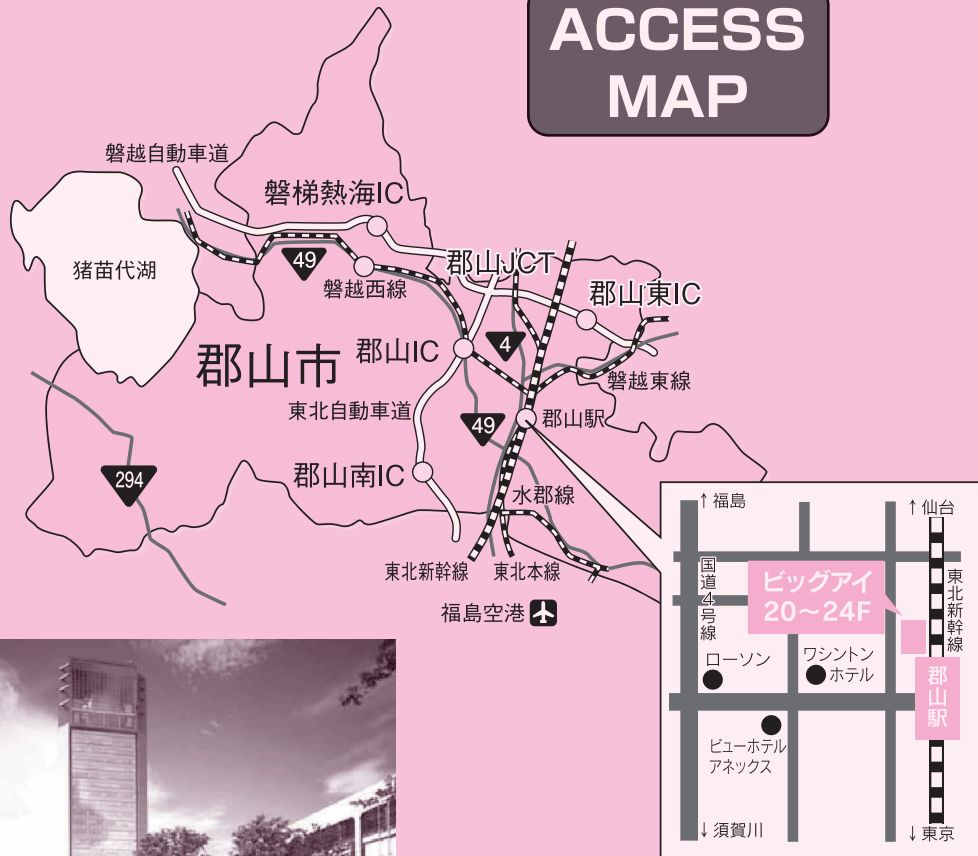 ACCESS
MAP
磐越自動車道
磐梯熱海IC
猪苗代湖
49
磐越西線
郡山JCT
郡山東IC
郡山市
郡山IC
4
磐越東線
東北自動車道
49
郡山駅
294
郡山南IC
水郡線
東北新幹線
東北本線
福島空港
↑福島
↑仙台
国道4号線
ビッグアイ
20〜24F
東北新幹線
ローソン
ワシントン
ホテル
郡山駅
ビューホテル
アネックス
↓須賀川
↓東京